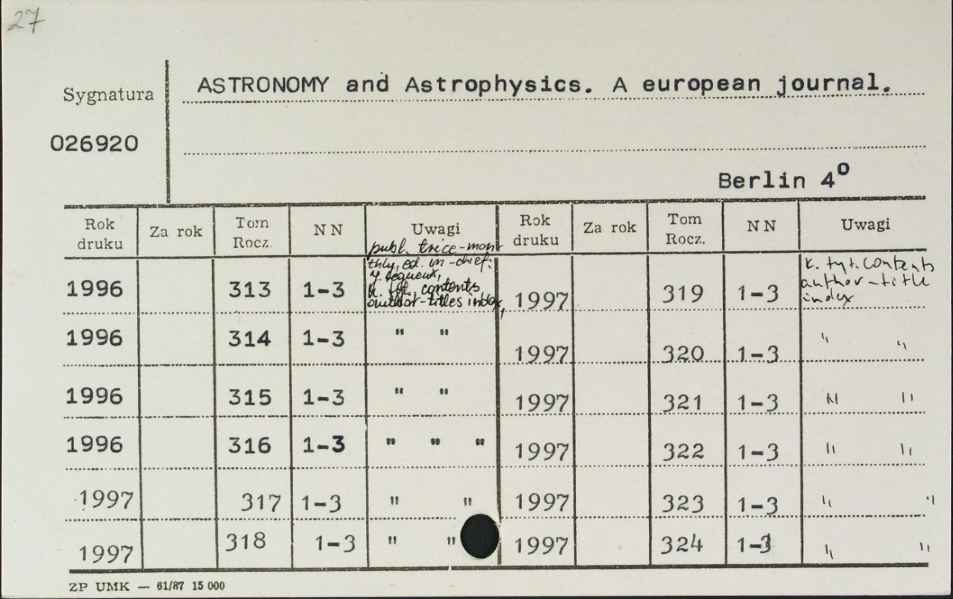 27
Sygnatura
ASTRONOMY and Astrophysics. A european journal.
026920
Berlin 4°
Rok druku Za rok Tom Rocz. NN Uwagi Rok druku Za rok Tom Rocz. NN Uwagi
publ. trice-mon
thly, ed. in-chief:
y. Lequeux,
k. tyt. contents
author-titles index,
k. tyt. contents
author-title
index
1996 313 1-3 1997 319 1-3
1996 314 1-3 " " 1997 320 1-3 " "
1996 315 1-3 " " 1997 321 1-3 " "
1996 316 1-3 " " " 1997 322 1-3 " "
1997 317 1-3 " " 1997 323 1-3 " "
1997 318 1-3 " " 1997 324 1-3 " "
ZP UMK — 61/87 15 000